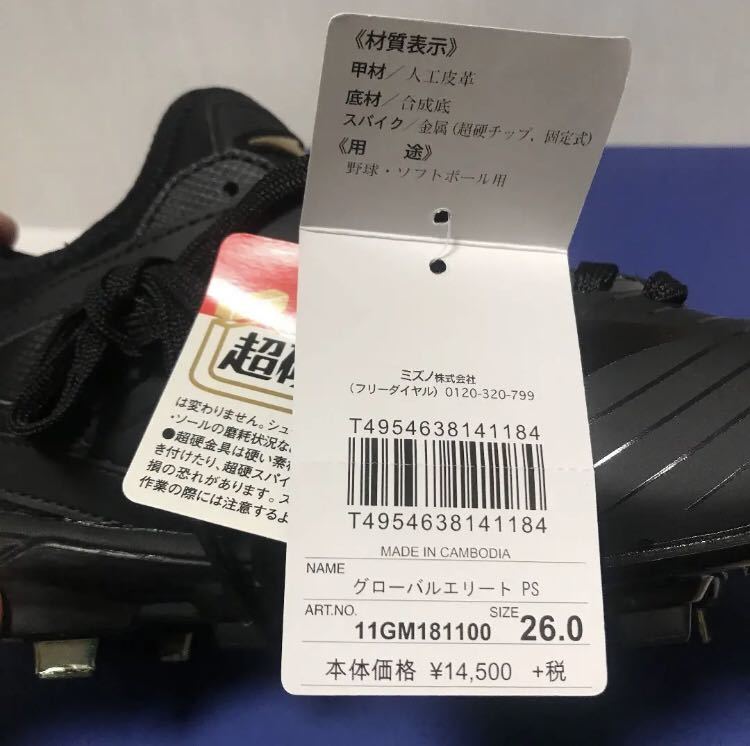 《材質表示》
甲材／人工皮革
底材／合成底
スパイク／金属(超硬チップ、固定式)
《用 途》
野球・ソフトボール用
ミズノ株式会社
(フリーダイヤル) 0120-320-799
T4954638141184
T4954638141184
MADE IN CAMBODIA
NAME グローバルエリート PS
ART.NO. 11GM181100 SIZE 26.0
本体価格 ¥14,500 +税
超硬
は変わりません。シュー
・ソールの磨耗状況な
●超硬金具は硬い素
き付けたり、超硬スパイ
損の恐れがあります。ス
作業の際には注意するよ